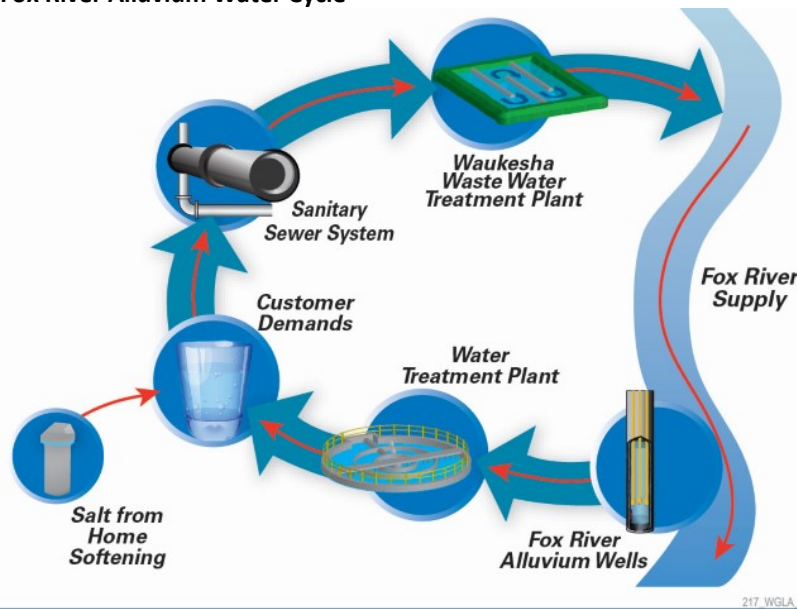 Fox River Alluvium Water Cycle
Waukesha
Waste Water
Treatment Plant
Sanitary
Sewer System
Fox River
Supply
Customer
Demands
Water
Treatment Plant
Salt from
Home
Softening
Fox River
Alluvium Wells
217_WGLA